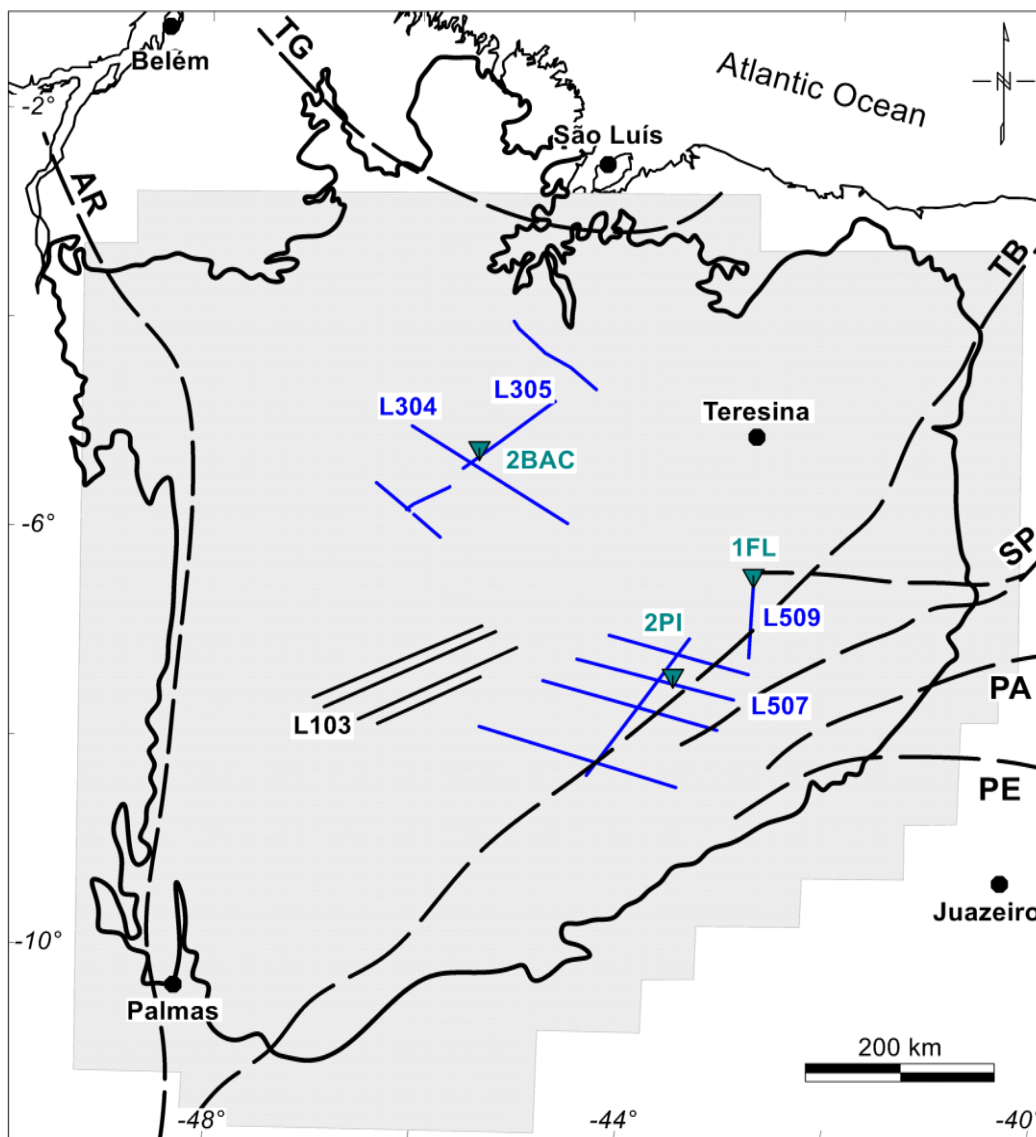 TG
Belém
Atlantic Ocean
N
-2°
São Luís
AR
TB
L305
L304
Teresina
2BAC
-6°
SP
1FL
L509
2PI
PA
L507
L103
PE
Juazeiro
-10°
Palmas
200 km
-48°
-44°
-40°